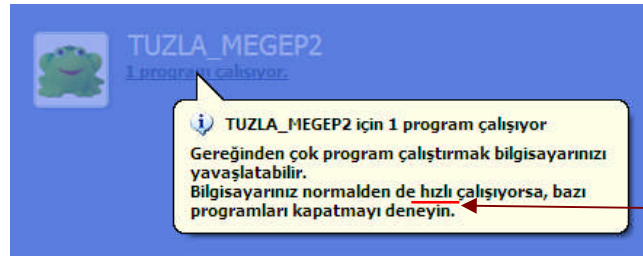 TUZLA_MEGEP2
1 program çalışıyor.
TUZLA_MEGEP2 için 1 program çalışıyor
Gereğinden çok program çalıştırmak bilgisayarınızı
yavaşlatabilir.
Bilgisayarınız normalden de hızlı çalışıyorsa, bazı
programları kapatmayı deneyin.